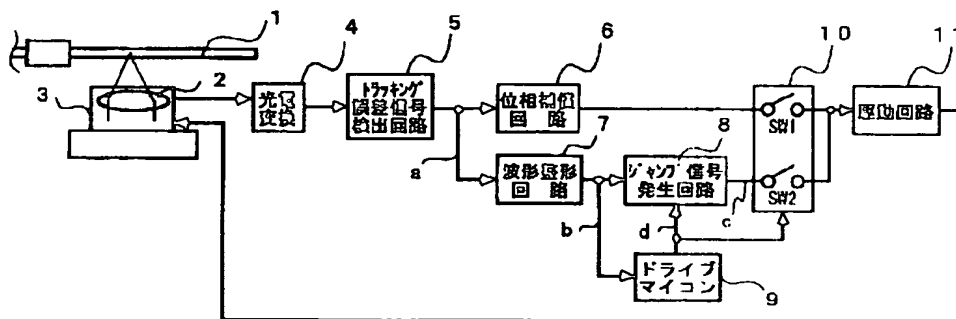 1
2
3
4
光電
変換
5
トラッキング
誤差信号
検出回路
6
位相補償
回路
7
波形整形
回路
8
ジャンプ信号
発生回路
9
ドライブ
マイコン
10
SW1
SW2
11
駆動回路
a
b
c
d